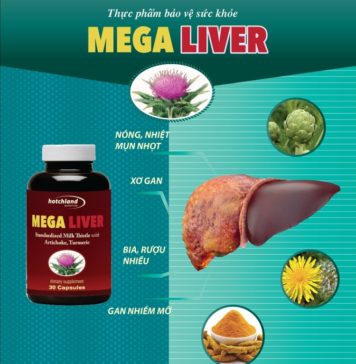 Thực phẩm bảo vệ sức khỏe
MEGA LIVER
NÓNG, NHIỆT
MỤN NHỌT
XƠ GAN
BIA, RƯỢU
NHIỀU
GAN NHIỄM MỠ
hotchland
MEGA LIVER
Standardized Milk Thistle with
Artichoke, Turmeric
dietary supplement
30 Capsules